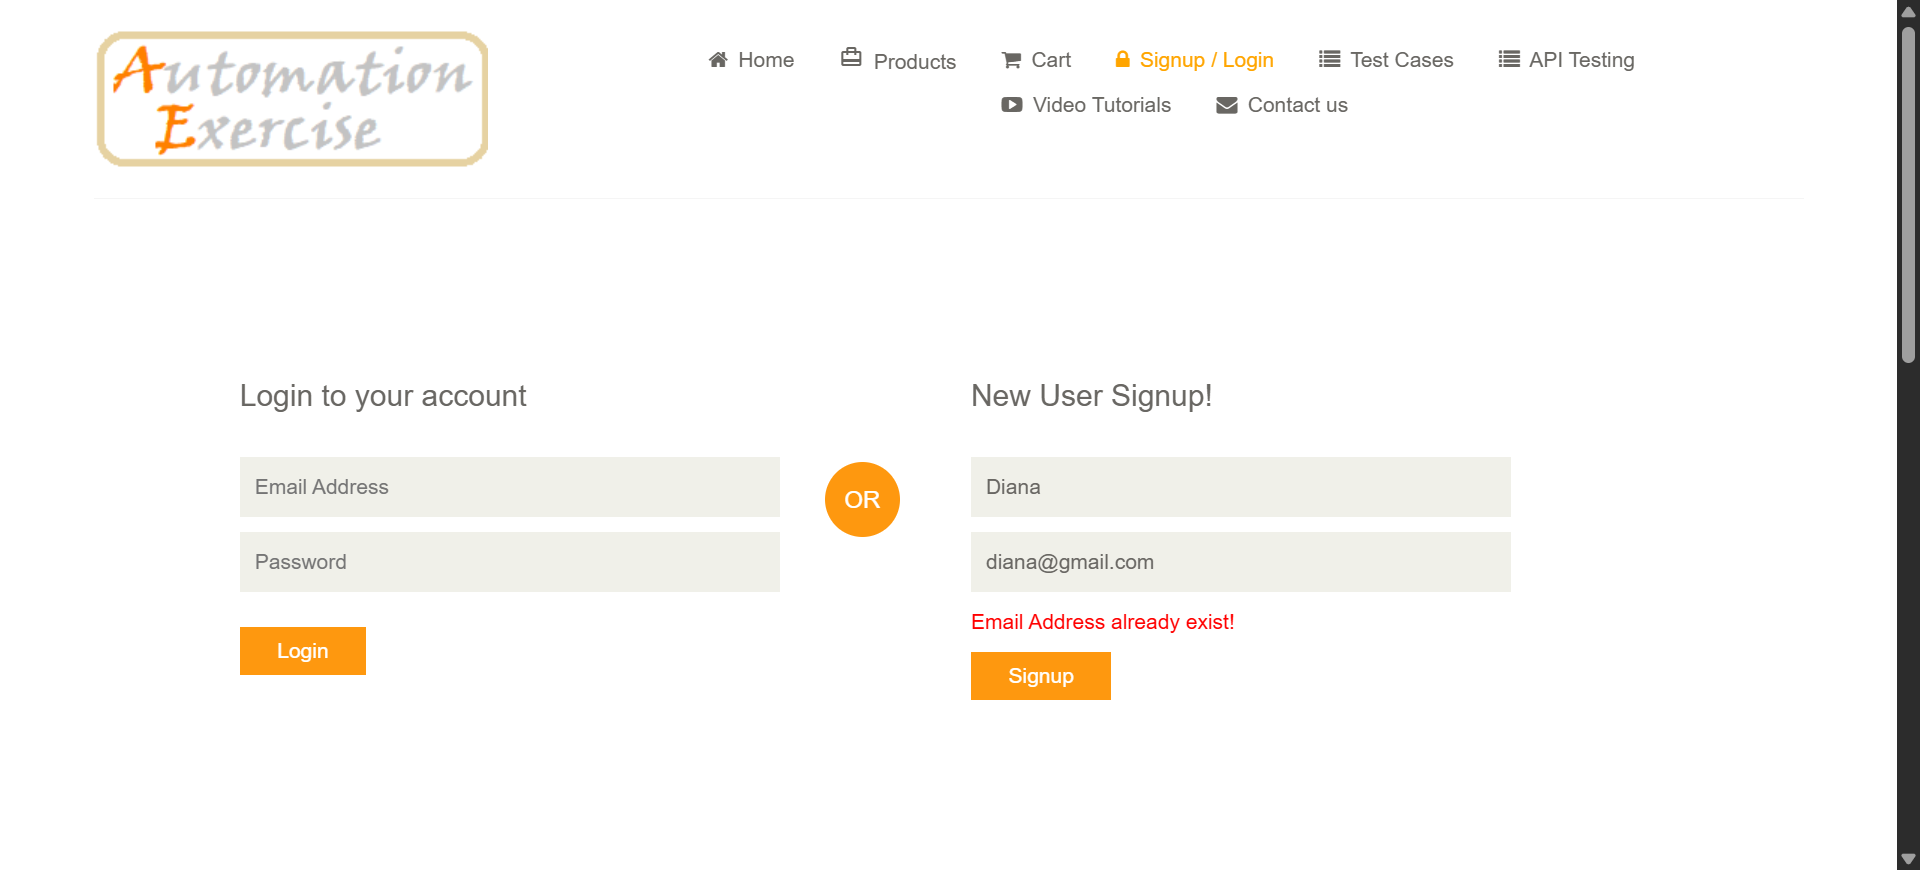 Automation
Exercise
Home Products Cart Signup / Login Test Cases API Testing
Video Tutorials Contact us
Login to your account
Email Address
Password
Login
OR
New User Signup!
Diana
diana@gmail.com
Email Address already exist!
Signup